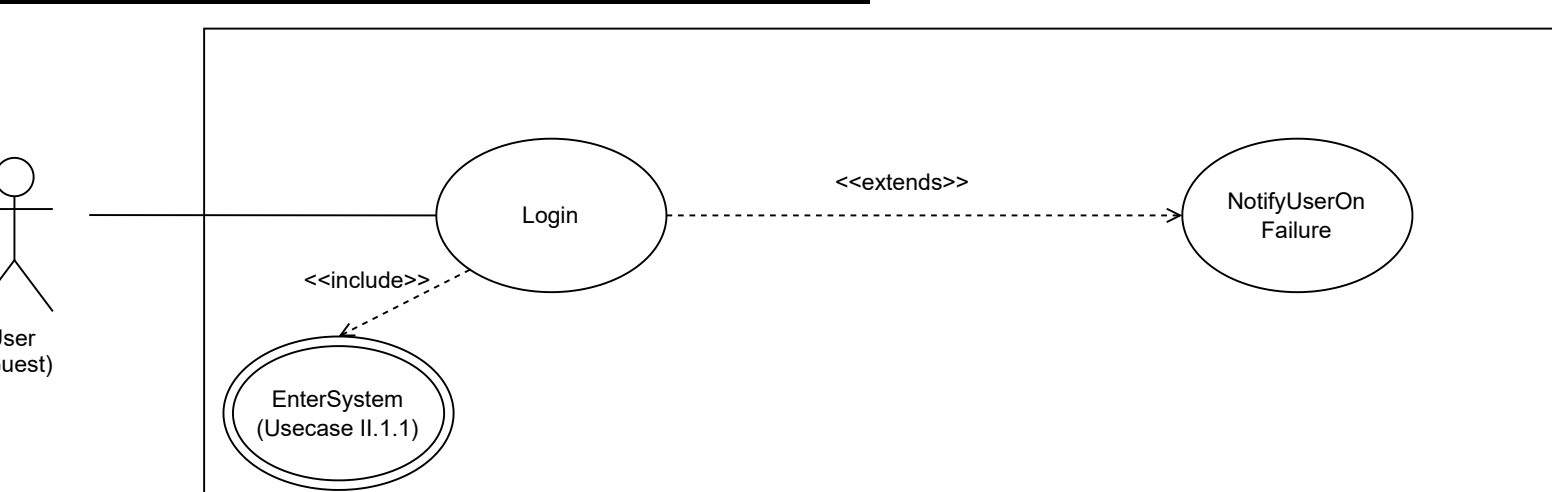 <<extends>>
Login
NotifyUserOn
Failure
<<include>>
EnterSystem
(Usecase II.1.1)